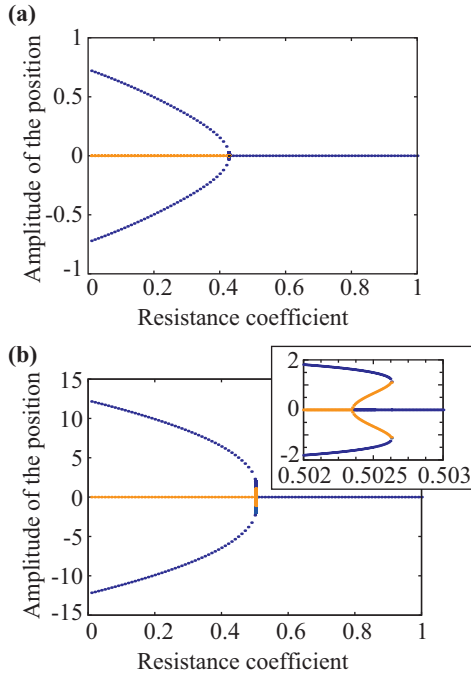 (a)
1
0.5
0
-0.5
-1
Amplitude of the position
0 0.2 0.4 0.6 0.8 1
Resistance coefficient
(b)
15
10
5
0
-5
-10
-15
Amplitude of the position
2
0
-2
0.502 0.5025 0.503
0 0.2 0.4 0.6 0.8 1
Resistance coefficient